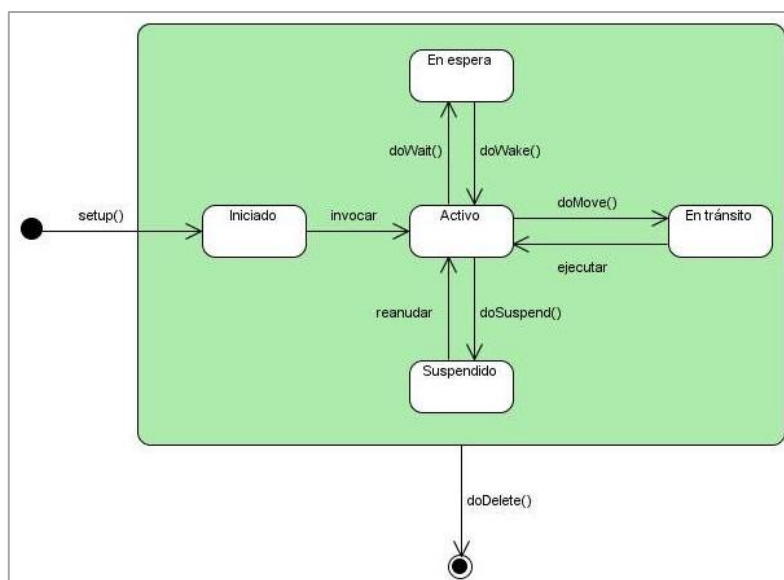 En espera
doWait()
doWake()
setup()
Iniciado
invocar
Activo
doMove()
En tránsito
ejecutar
reanudar
doSuspend()
Suspendido
doDelete()